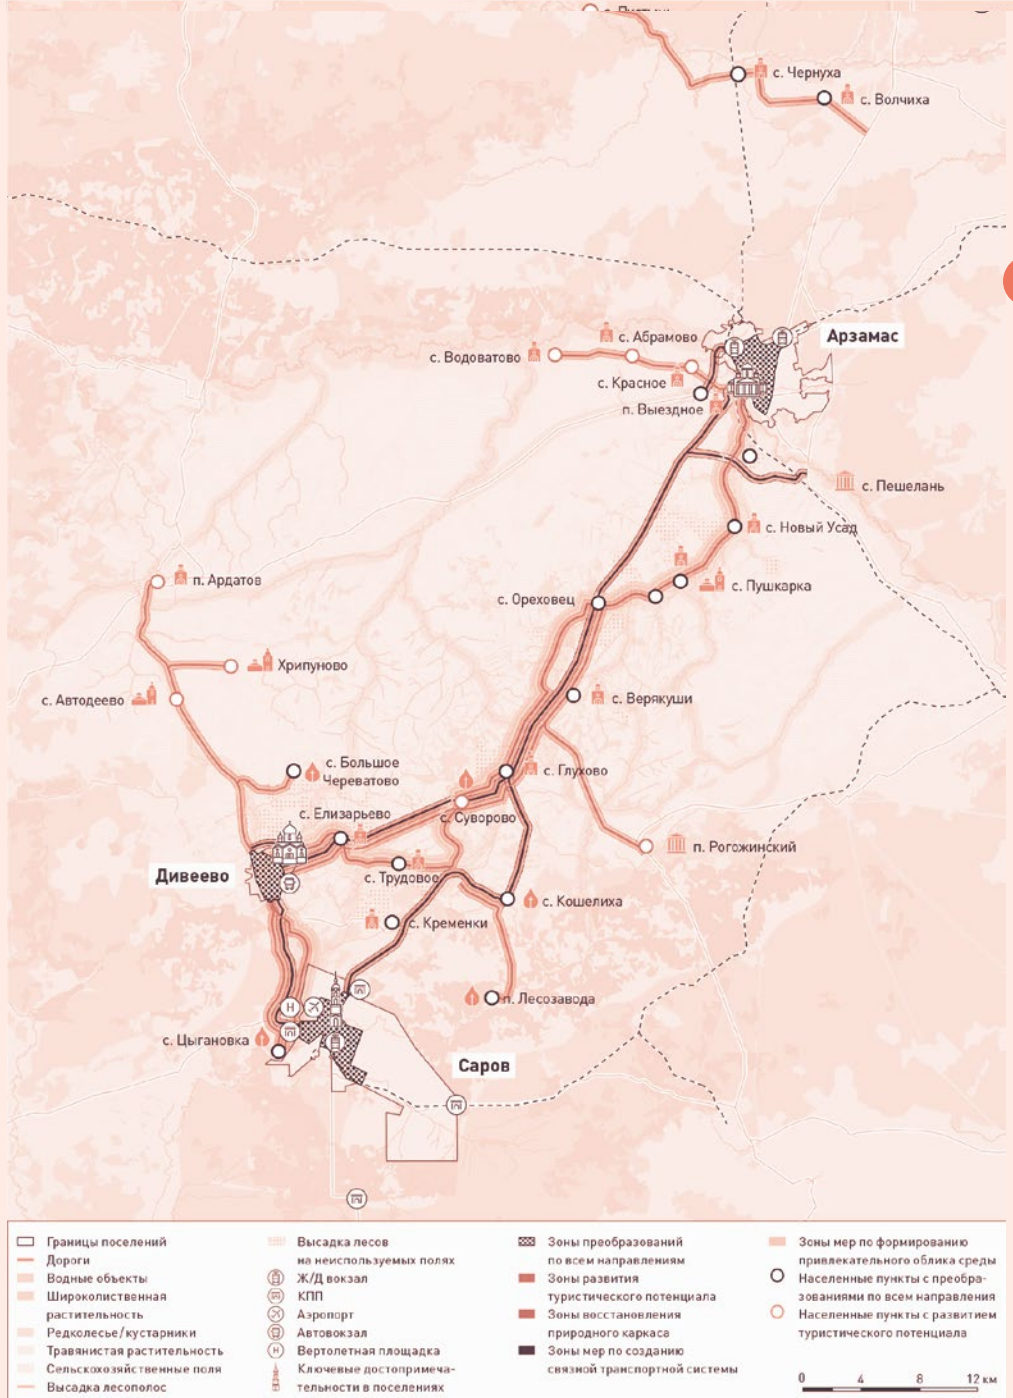 с. Чернуха
с. Волчиха
Арзамас
с. Абрамово
с. Водоватово
с. Красное
п. Выездное
с. Пешелань
с. Новый Усад
п. Ардатов
с. Пушкарка
с. Ореховец
Хрипуново
с. Автодеево
с. Верякуши
с. Большое
Череватово
с. Глухово
с. Елизарьево
с. Суворово
п. Рогожинский
Дивеево
с. Трудовое
с. Кошелиха
с. Кременки
п. Лесозавода
Н
с. Цыгановка
Саров
Границы поселений
Дороги
Водные объекты
Широколиственная
растительность
Редколесье/кустарники
Травянистая растительность
Сельскохозяйственные поля
Высадка лесополос
Высадка лесов
на неиспользуемых полях
Ж/Д вокзал
КПП
Аэропорт
Автовокзал
Н Вертолетная площадка
Ключевые достопримеча-
тельности в поселениях
Зоны преобразований
по всем направлениям
Зоны развития
туристического потенциала
Зоны восстановления
природного каркаса
Зоны мер по созданию
связной транспортной системы
Зоны мер по формированию
привлекательного облика среды
Населенные пункты с преобра-
зованиями по всем направления
Населенные пункты с развитием
туристического потенциала
0 4 8 12 км